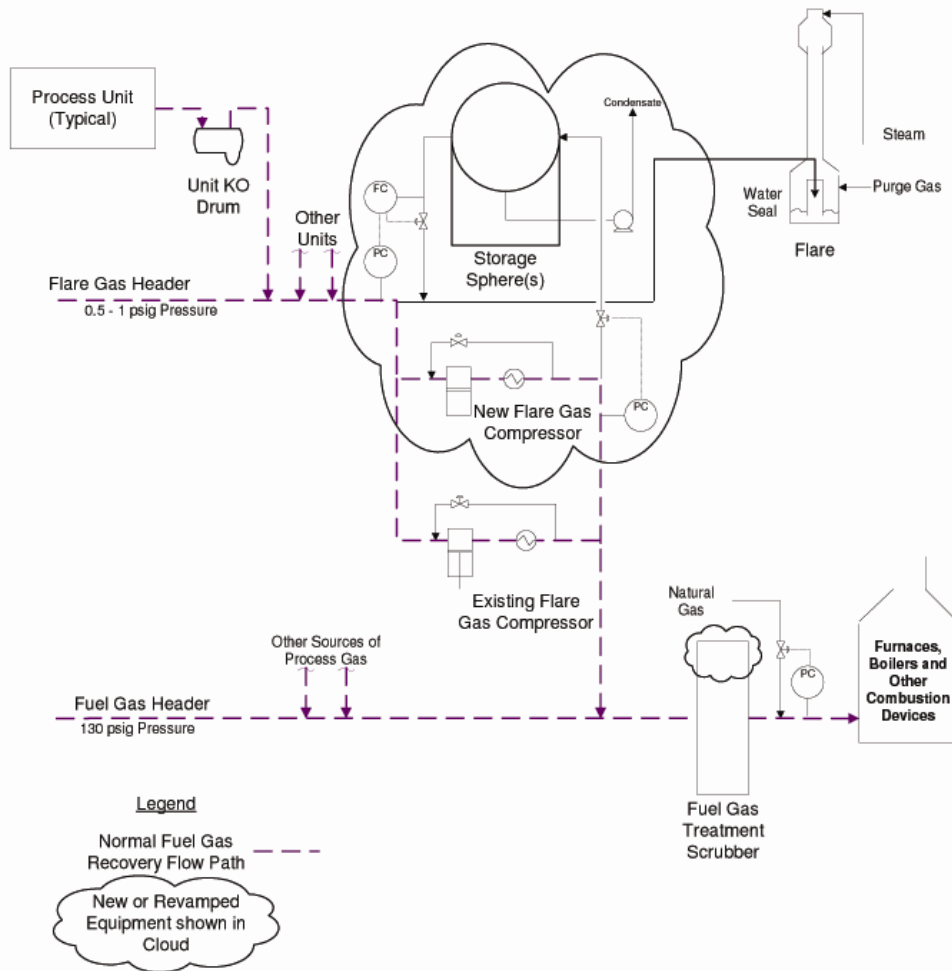 Process Unit
(Typical)
Unit KO
Drum
Other
Units
Flare Gas Header
0.5 - 1 psig Pressure
FC
PC
Storage
Sphere(s)
Condensate
Steam
Water
Seal
Purge Gas
Flare
New Flare Gas
Compressor
PC
Existing Flare
Gas Compressor
Other Sources of
Process Gas
Fuel Gas Header
130 psig Pressure
Natural
Gas
PC
Furnaces,
Boilers and
Other
Combustion
Devices
Fuel Gas
Treatment
Scrubber
Legend
Normal Fuel Gas
Recovery Flow Path
New or Revamped
Equipment shown in
Cloud